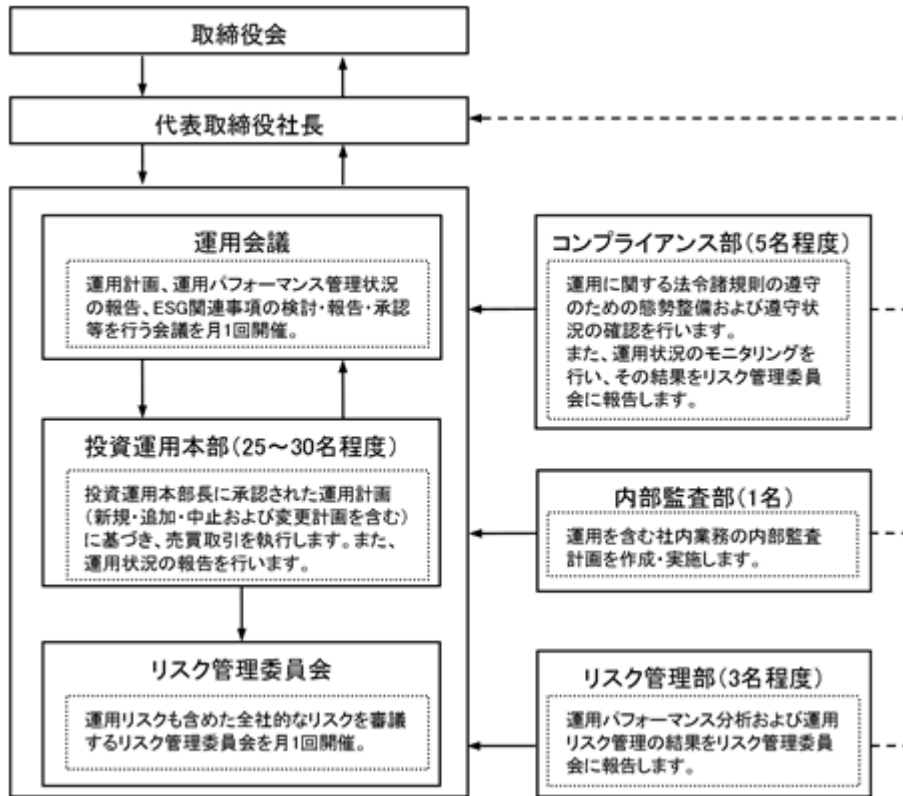 取締役会
代表取締役社長
運用会議
運用計画、運用パフォーマンス管理状況
の報告、ESG関連事項の検討・報告・承認
等を行う会議を月1回開催。
投資運用本部(25～30名程度)
投資運用本部長に承認された運用計画
(新規・追加・中止および変更計画を含む)
に基づき、売買取引を執行します。また、
運用状況の報告を行います。
リスク管理委員会
運用リスクも含めた全社的なリスクを審議
するリスク管理委員会を月1回開催。
コンプライアンス部(5名程度)
運用に関する法令諸規則の遵守
のための態勢整備および遵守状
況の確認を行います。
また、運用状況のモニタリングを
行い、その結果をリスク管理委員
会に報告します。
内部監査部(1名)
運用を含む社内業務の内部監査
計画を作成・実施します。
リスク管理部(3名程度)
運用パフォーマンス分析および運用
リスク管理の結果をリスク管理委員
会に報告します。